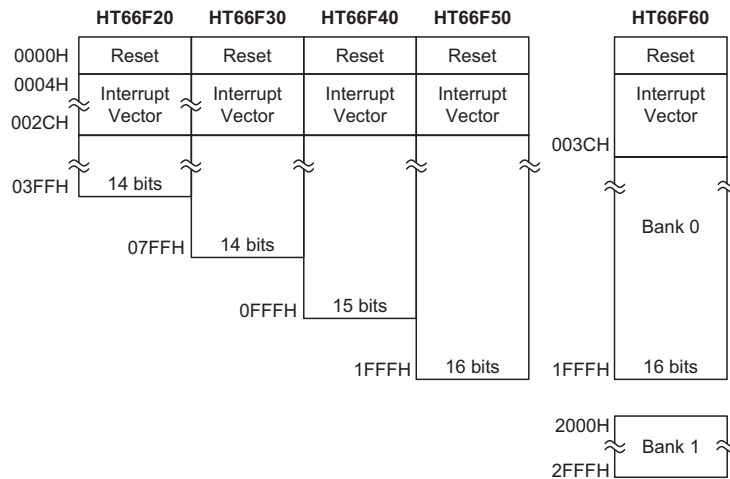 HT66F20 HT66F30 HT66F40 HT66F50 HT66F60
0000H Reset Reset Reset Reset Reset
0004H
Interrupt Vector Interrupt Vector Interrupt Vector Interrupt Vector Interrupt Vector
002CH
003CH
03FFH 14 bits
Bank 0
07FFH 14 bits
0FFFH 15 bits
1FFFH 16 bits 1FFFH 16 bits
2000H
Bank 1
2FFFH